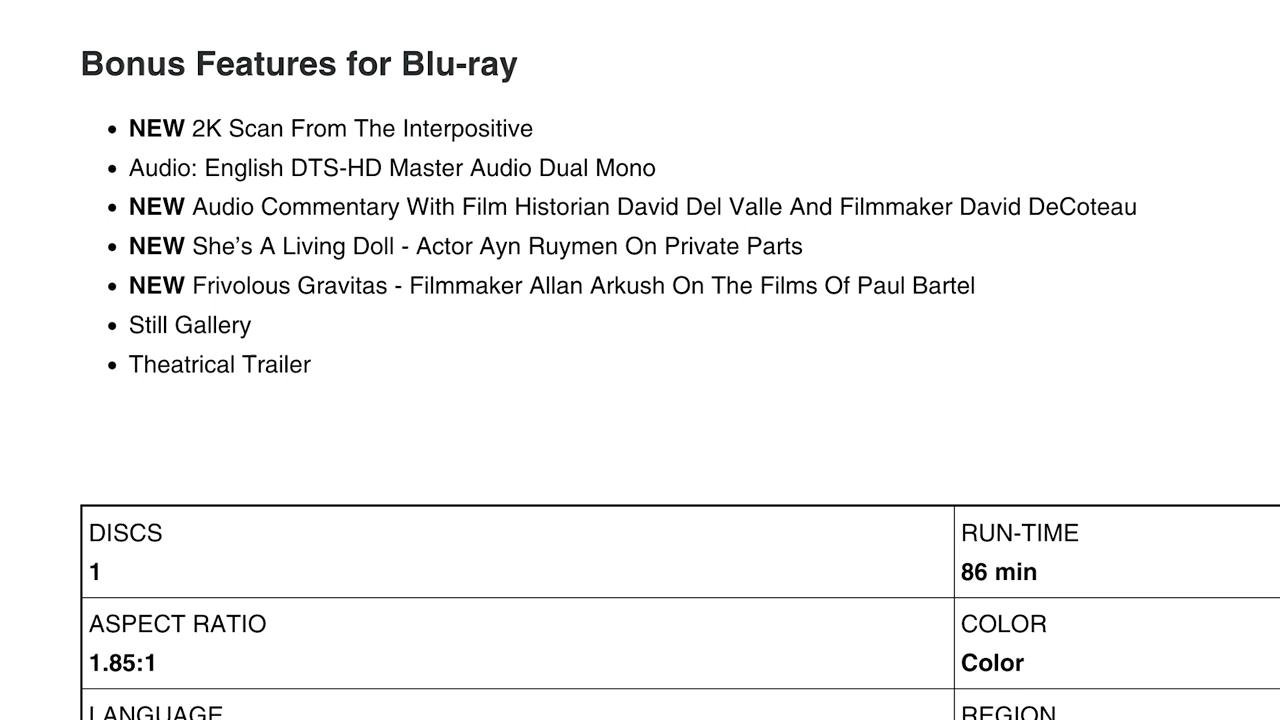 Bonus Features for Blu-ray
NEW 2K Scan From The Interpositive
Audio: English DTS-HD Master Audio Dual Mono
NEW Audio Commentary With Film Historian David Del Valle And Filmmaker David DeCoteau
NEW She’s A Living Doll - Actor Ayn Ruymen On Private Parts
NEW Frivolous Gravitas - Filmmaker Allan Arkush On The Films Of Paul Bartel
Still Gallery
Theatrical Trailer
DISCS
1
RUN-TIME
86 min
ASPECT RATIO
1.85:1
COLOR
Color
LANGUAGE
REGION